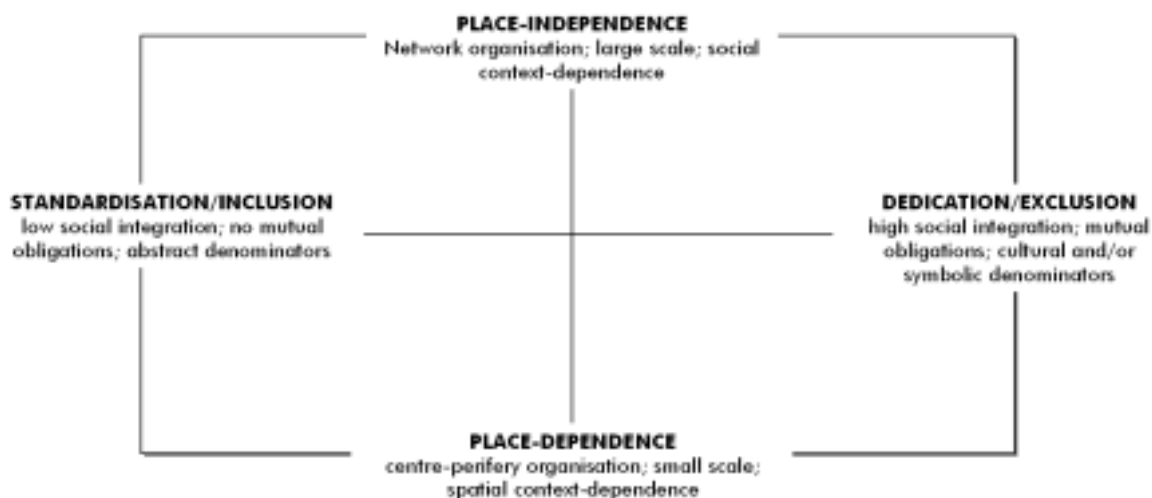 PLACE-INDEPENDENCE
Network organisation; large scale; social
context-dependence
STANDARDISATION/INCLUSION
low social integration; no mutual
obligations; abstract denominators
DEDICATION/EXCLUSION
high social integration; mutual
obligations; cultural and/or
symbolic denominators
PLACE-DEPENDENCE
centre-perifery organisation; small scale;
spatial context-dependence